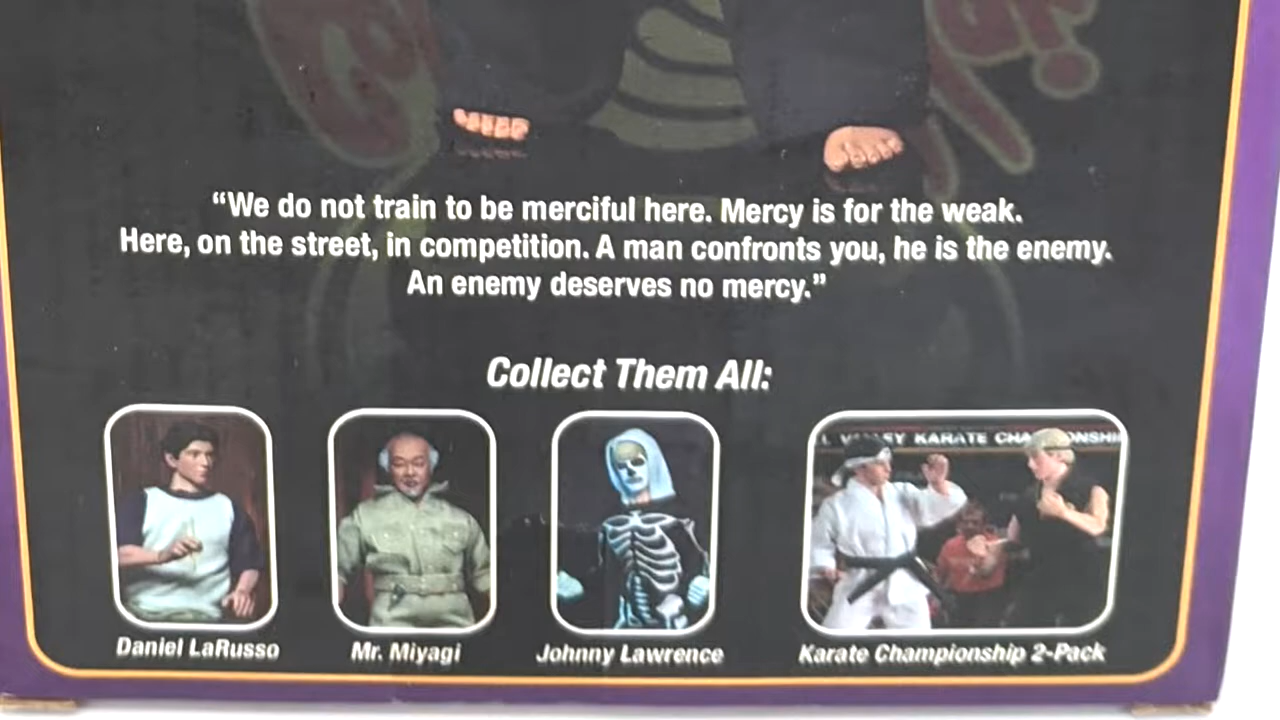 “We do not train to be merciful here. Mercy is for the weak.
Here, on the street, in competition. A man confronts you, he is the enemy.
An enemy deserves no mercy.”
Collect Them All:
KARATE
Daniel LaRusso
Mr. Miyagi
Johnny Lawrence
Karate Championship 2-Pack